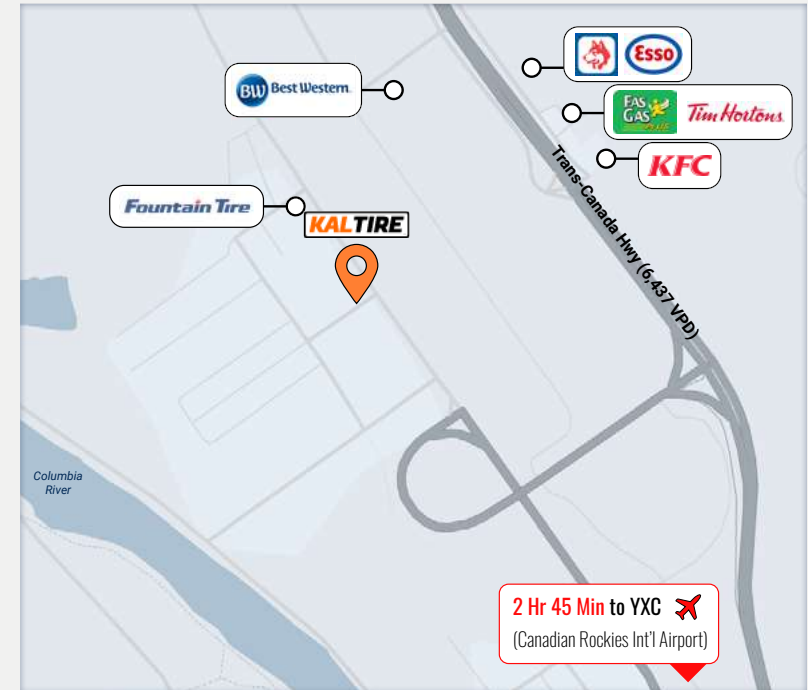 Esso
BW Best Western
FAS
GAS
Tim Hortons
KFC
Fountain Tire
KALTIRE
Trans-Canada Hwy (6,437 VPD)
Columbia
River
2 Hr 45 Min to YXC
(Canadian Rockies Int'l Airport)